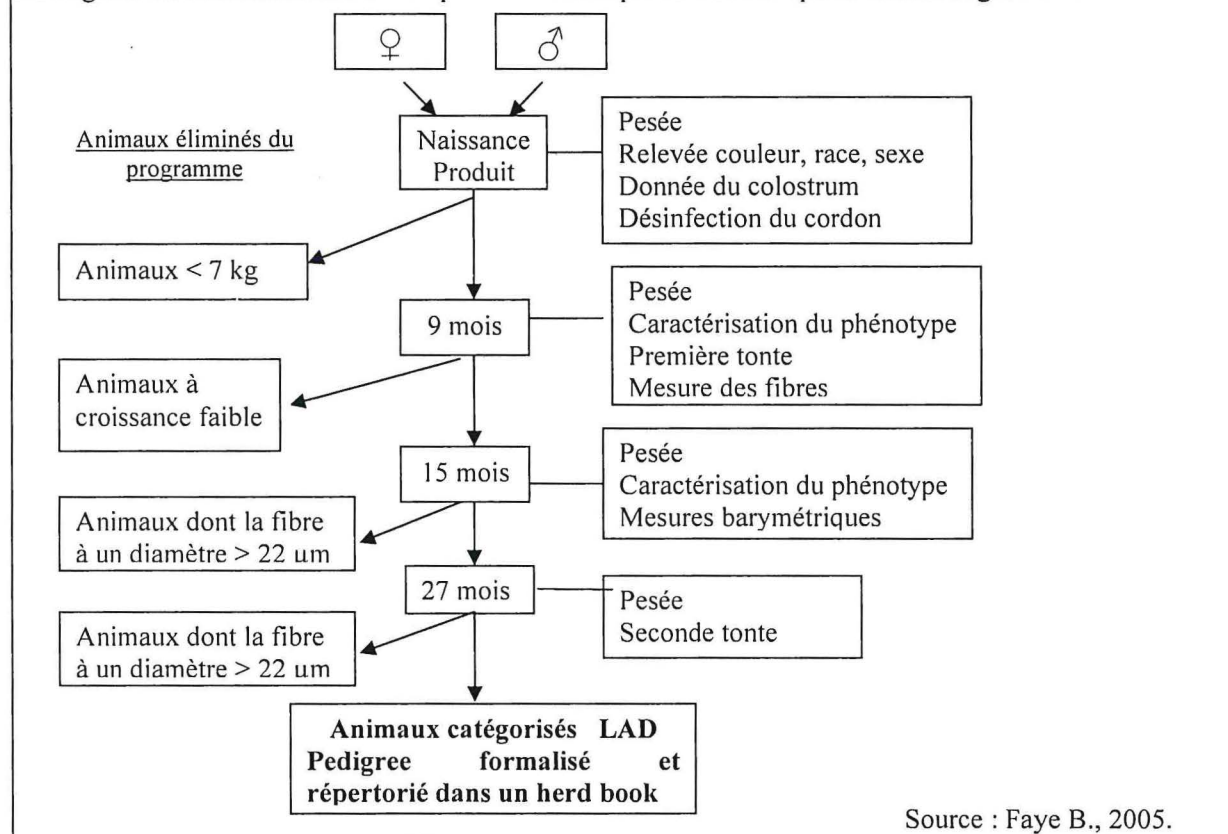 ♀
♂
Animaux éliminés du
programme
Naissance
Produit
Pesée
Relevée couleur, race, sexe
Donnée du colostrum
Désinfection du cordon
Animaux < 7 kg
9 mois
Pesée
Caractérisation du phénotype
Première tonte
Mesure des fibres
Animaux à
croissance faible
15 mois
Pesée
Caractérisation du phénotype
Mesures barymétriques
Animaux dont la fibre
à un diamètre > 22 um
27 mois
Pesée
Seconde tonte
Animaux dont la fibre
à un diamètre > 22 um
Animaux catégorisés LAD
Pedigree formalisé et
répertorié dans un herd book
Source : Faye B., 2005.